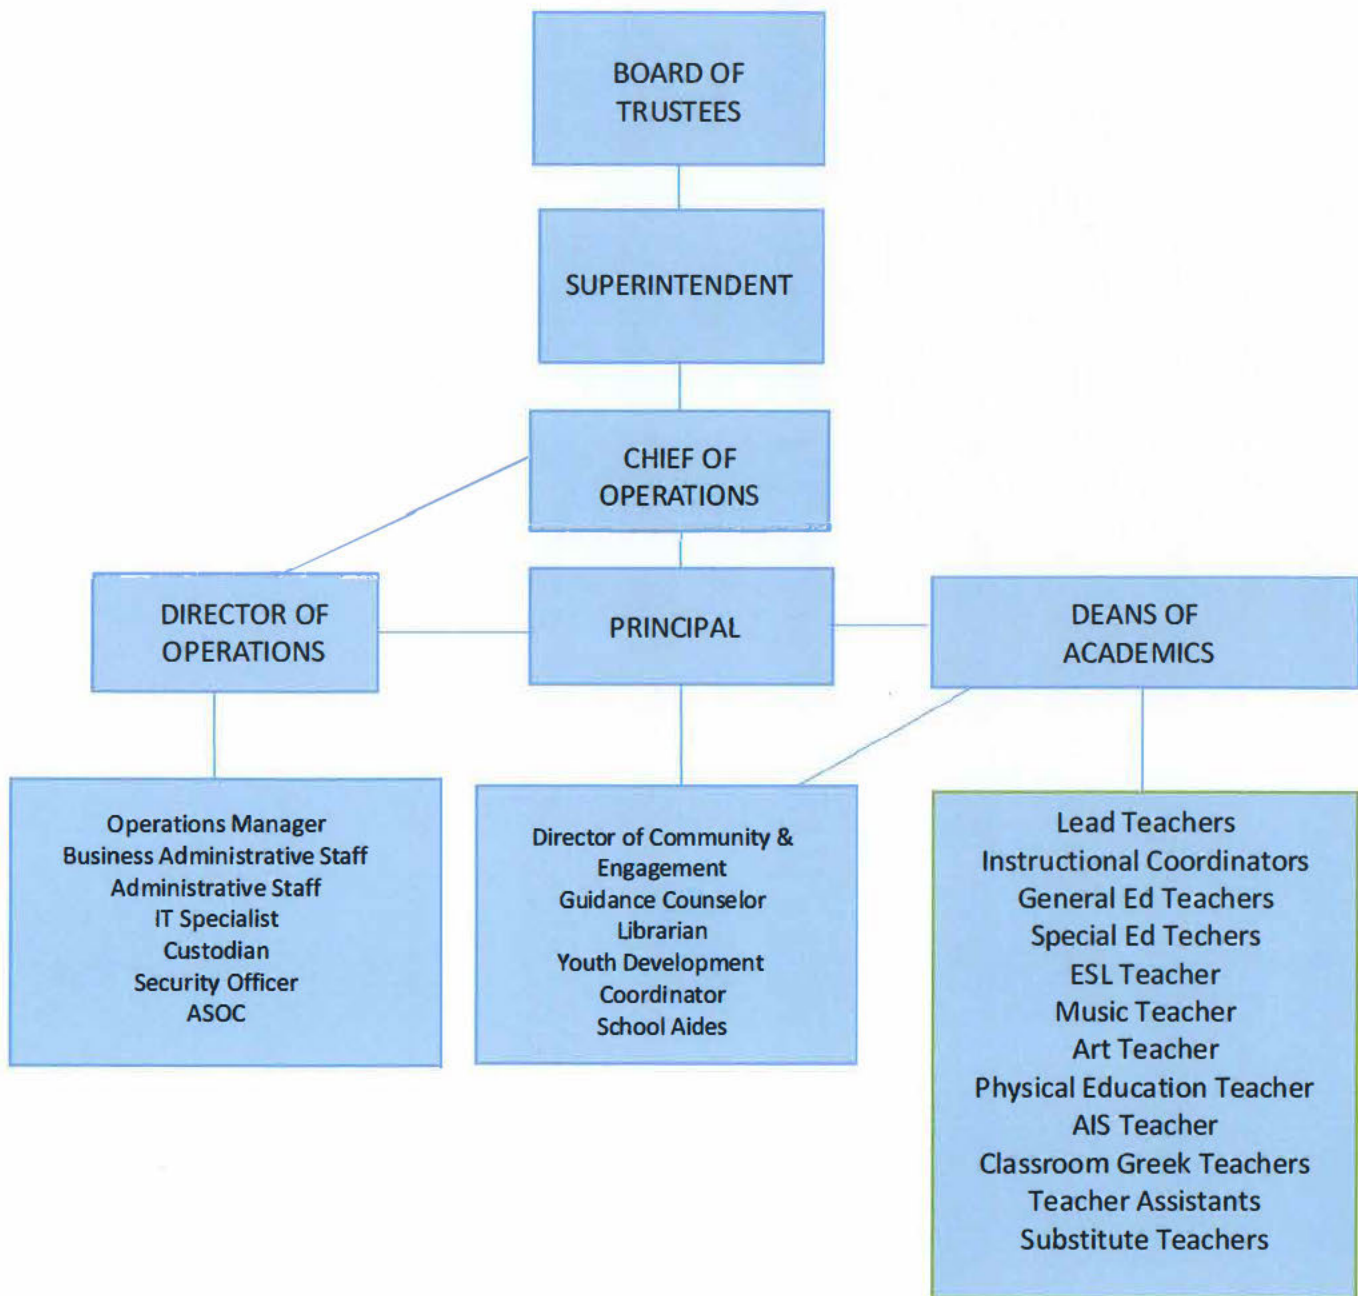 BOARD OF
TRUSTEES
SUPERINTENDENT
CHIEF OF
OPERATIONS
DIRECTOR OF
OPERATIONS
PRINCIPAL
DEANS OF
ACADEMICS
Operations Manager
Business Administrative Staff
Administrative Staff
IT Specialist
Custodian
Security Officer
ASOC
Director of Community &
Engagement
Guidance Counselor
Librarian
Youth Development
Coordinator
School Aides
Lead Teachers
Instructional Coordinators
General Ed Teachers
Special Ed Techers
ESL Teacher
Music Teacher
Art Teacher
Physical Education Teacher
AIS Teacher
Classroom Greek Teachers
Teacher Assistants
Substitute Teachers